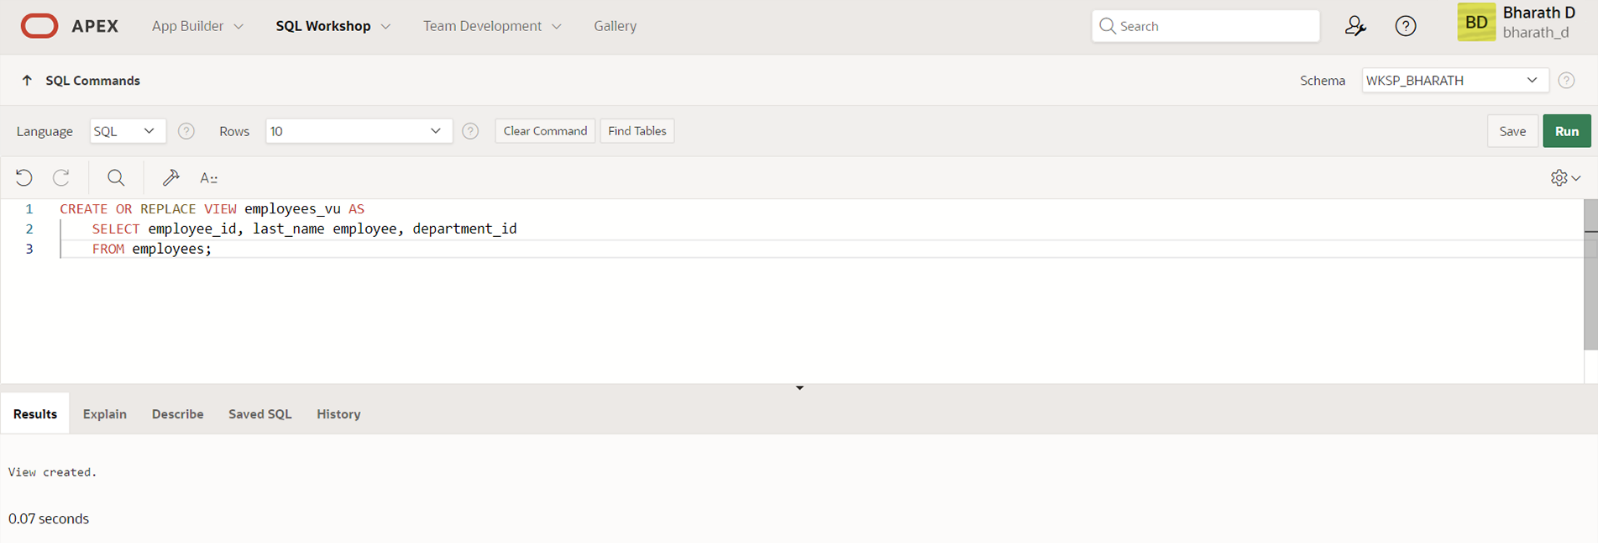 APEX App Builder SQL Workshop Team Development Gallery Search ? BD Bharath D
bharath_d
↑ SQL Commands Schema WKSP_BHARATH ?
Language SQL ? Rows 10 ? Clear Command Find Tables Save Run
A
1 CREATE OR REPLACE VIEW employees_vu AS
2 SELECT employee_id, last_name employee, department_id
3 FROM employees;
Results Explain Describe Saved SQL History
View created.
0.07 seconds